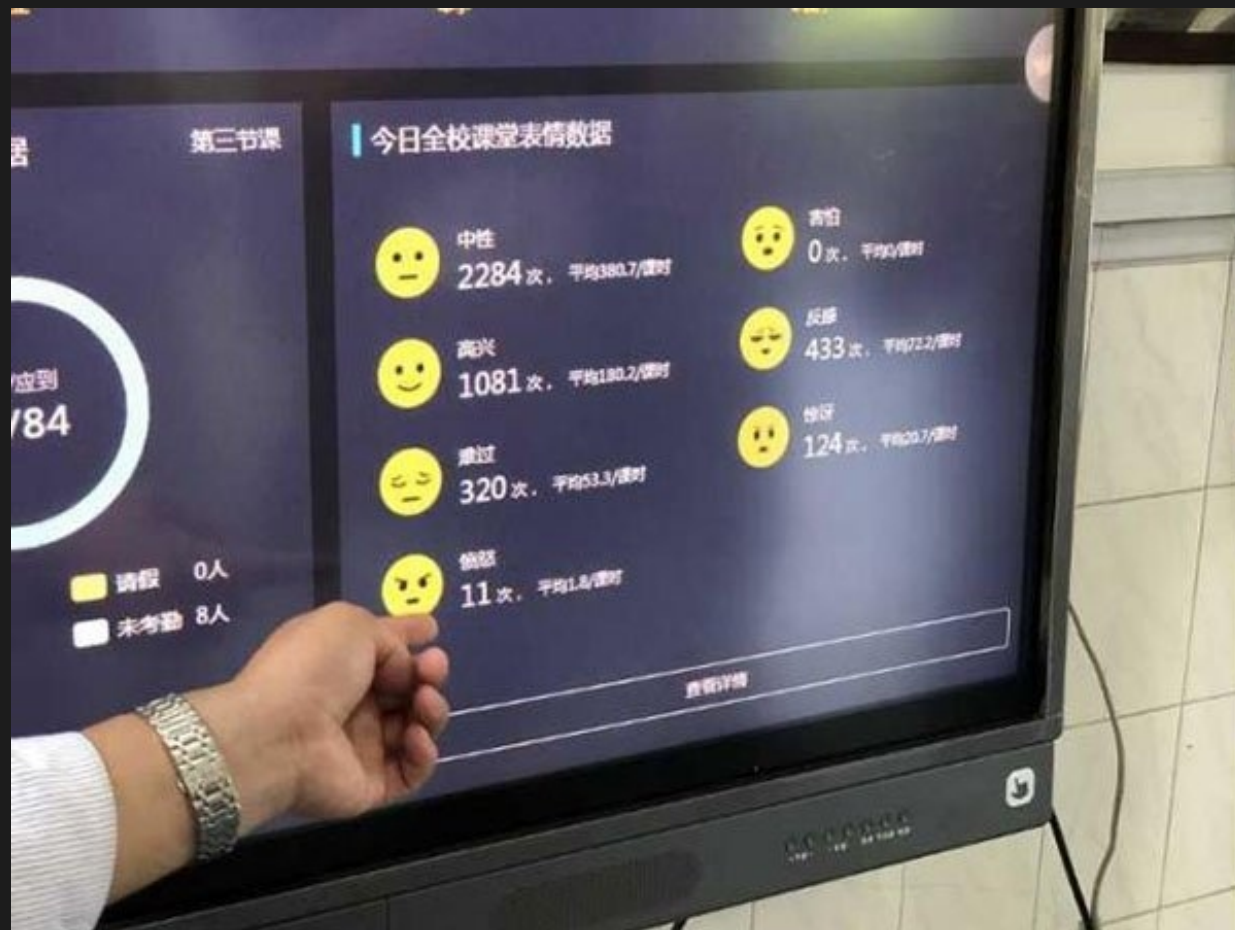 第三节课
/应到
/84
请假 0人
未考勤 8人
今日全校课堂表情数据
中性
2284次，平均380.7/课时
高兴
1081次，平均180.2/课时
难过
320次，平均53.3/课时
愤怒
11次，平均1.8/课时
害怕
0次，平均0/课时
反感
433次，平均72.2/课时
惊讶
124次，平均20.7/课时
查看详情